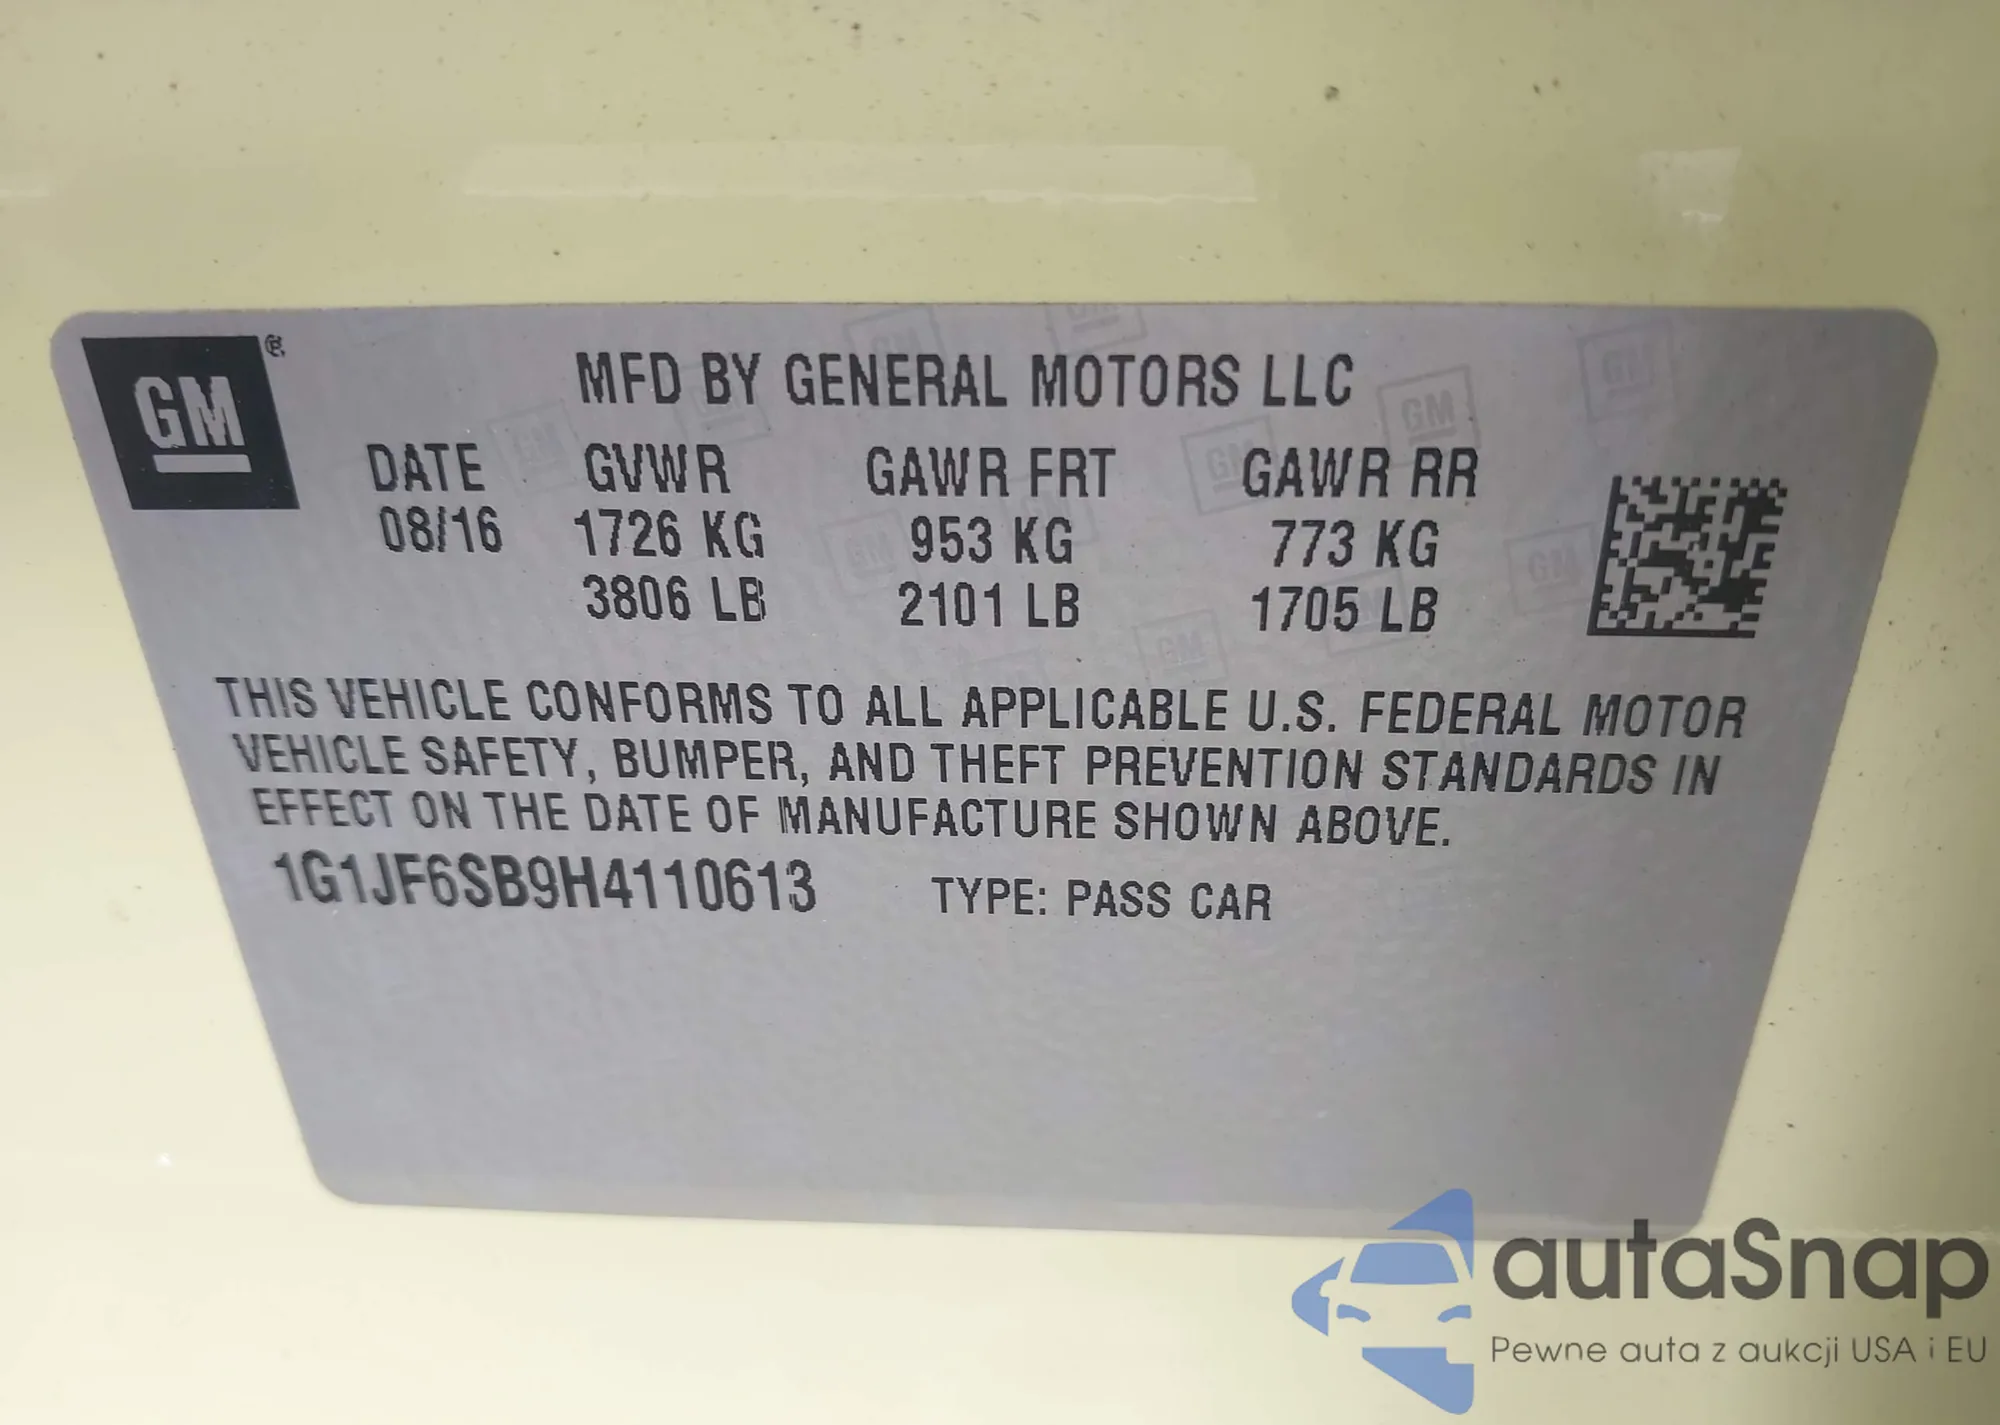 GM®
MFD BY GENERAL MOTORS LLC
DATE GVWR GAWR FRT GAWR RR
08/16 1726 KG 953 KG 773 KG
3806 LB 2101 LB 1705 LB
THIS VEHICLE CONFORMS TO ALL APPLICABLE U.S. FEDERAL MOTOR
VEHICLE SAFETY, BUMPER, AND THEFT PREVENTION STANDARDS IN
EFFECT ON THE DATE OF MANUFACTURE SHOWN ABOVE.
1G1JF6SB9H4110613 TYPE: PASS CAR
autaSnap
Pewne auta z aukcji USA i EU